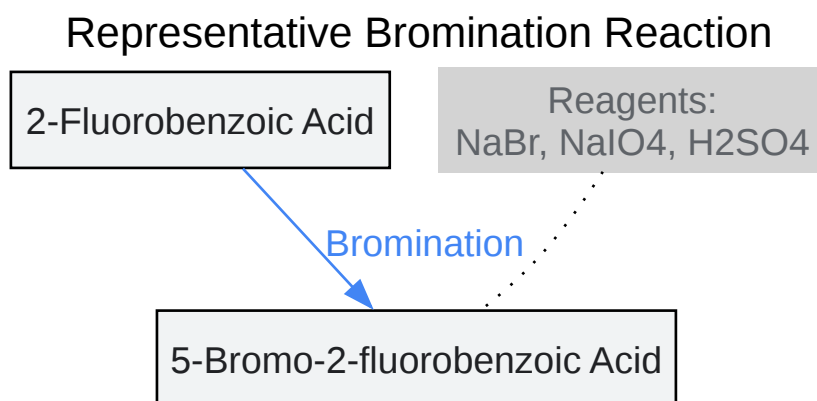 Representative Bromination Reaction
2-Fluorobenzoic Acid
Reagents:
NaBr, NaIO4, H2SO4
Bromination
5-Bromo-2-fluorobenzoic Acid